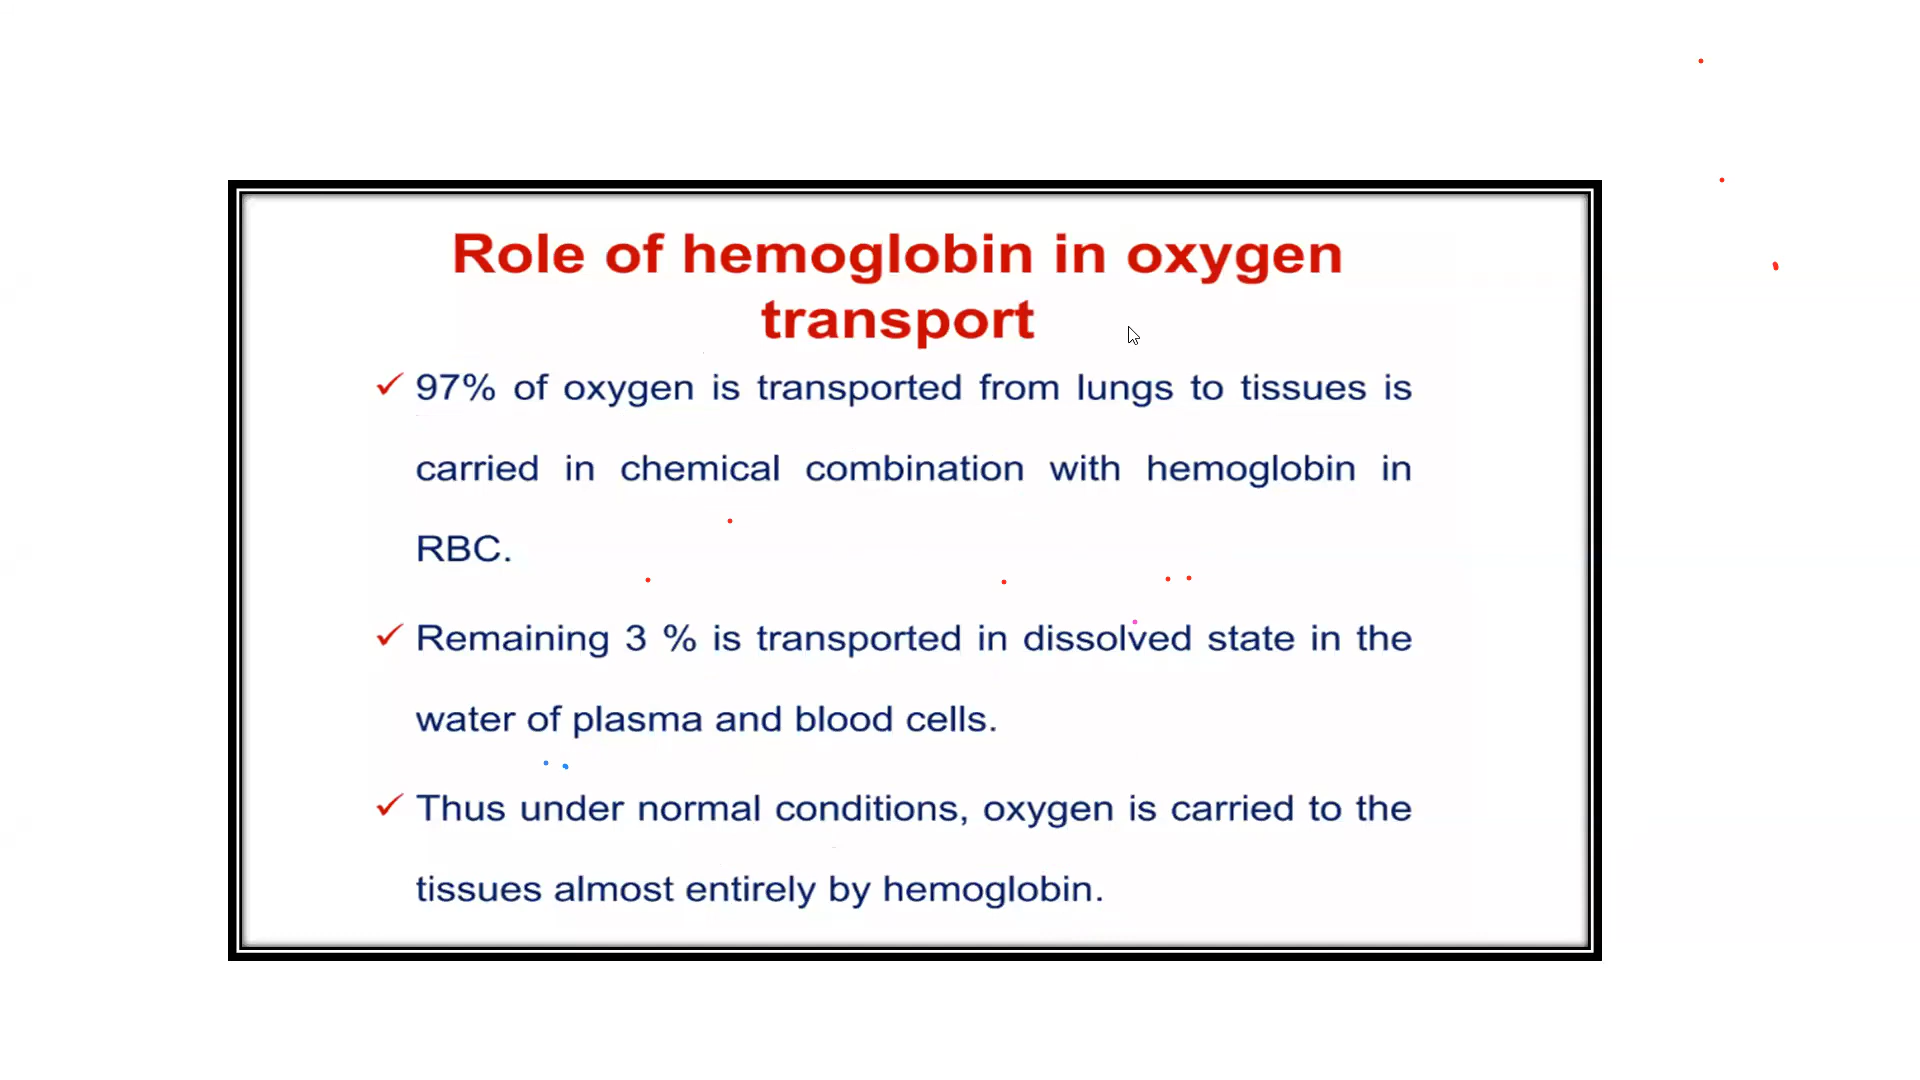 Role of hemoglobin in oxygen
transport
✓ 97% of oxygen is transported from lungs to tissues is
carried in chemical combination with hemoglobin in
RBC.
✓ Remaining 3 % is transported in dissolved state in the
water of plasma and blood cells.
✓ Thus under normal conditions, oxygen is carried to the
tissues almost entirely by hemoglobin.